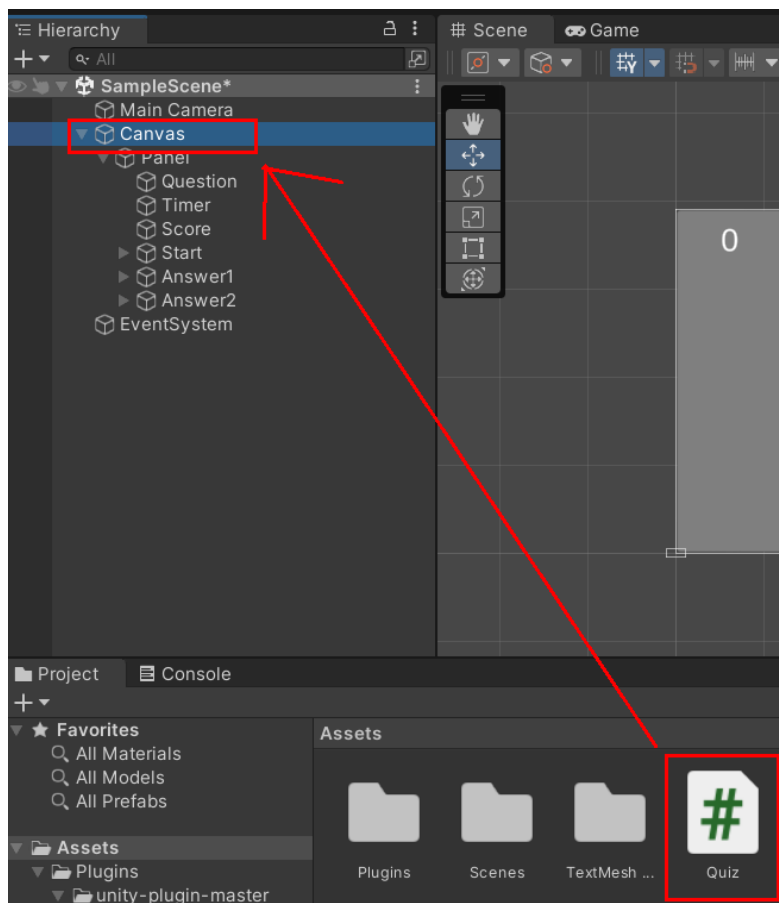 Hierarchy
All
SampleScene*
Main Camera
Canvas
Panel
Question
Timer
Score
Start
Answer1
Answer2
EventSystem
# Scene
Game
0
Project
Console
Favorites
All Materials
All Models
All Prefabs
Assets
Plugins
unity-plugin-master
Assets
Plugins
Scenes
TextMesh ...
#
Quiz